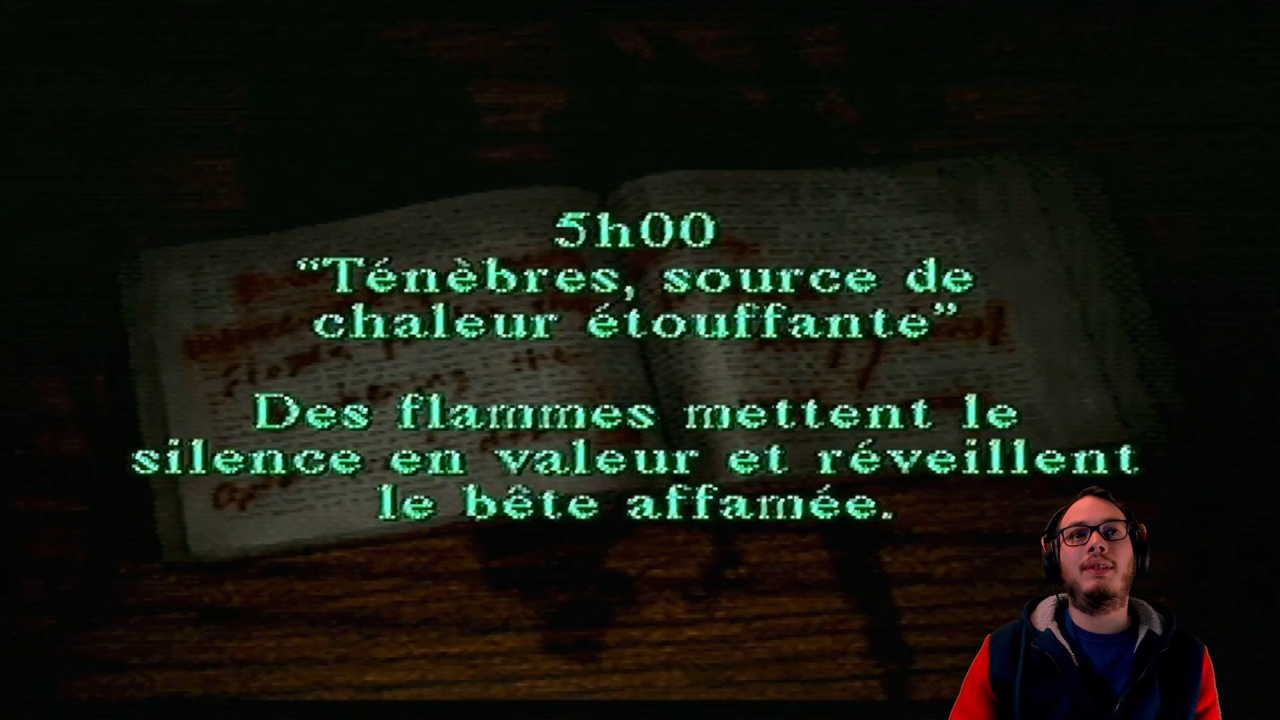 5h00
“Ténèbres, source de
chaleur étouffante”
Des flammes mettent le
silence en valeur et réveillent
le bête affamée.